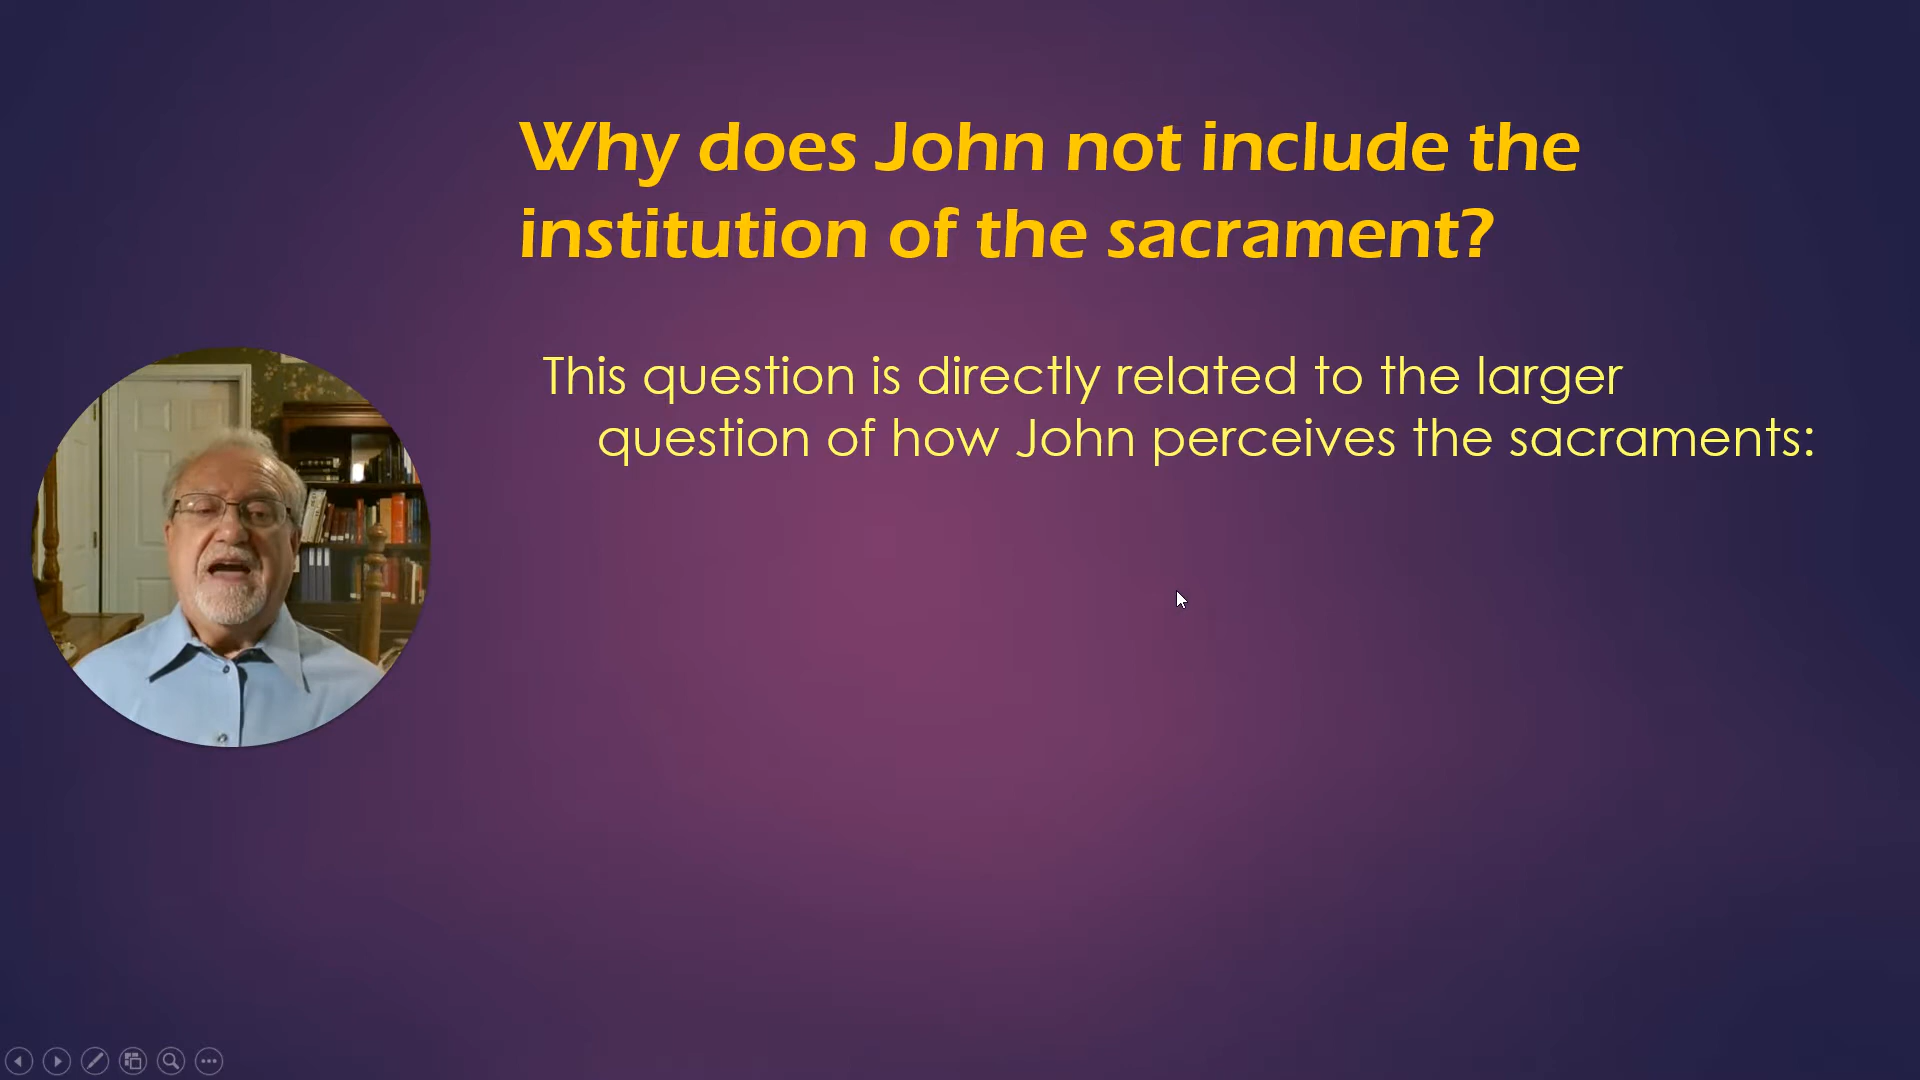 Why does John not include the
institution of the sacrament?
This question is directly related to the larger
question of how John perceives the sacraments: